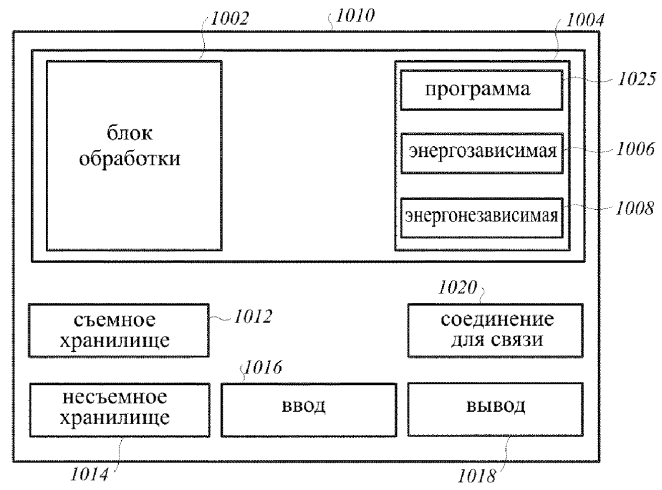 1002
1010
1004
блок
обработки
программа
1025
энергозависимая
1006
энергонезависимая
1008
съемное
хранилище
1012
1020
соединение
для связи
несъемное
хранилище
1014
1016
ввод
вывод
1018